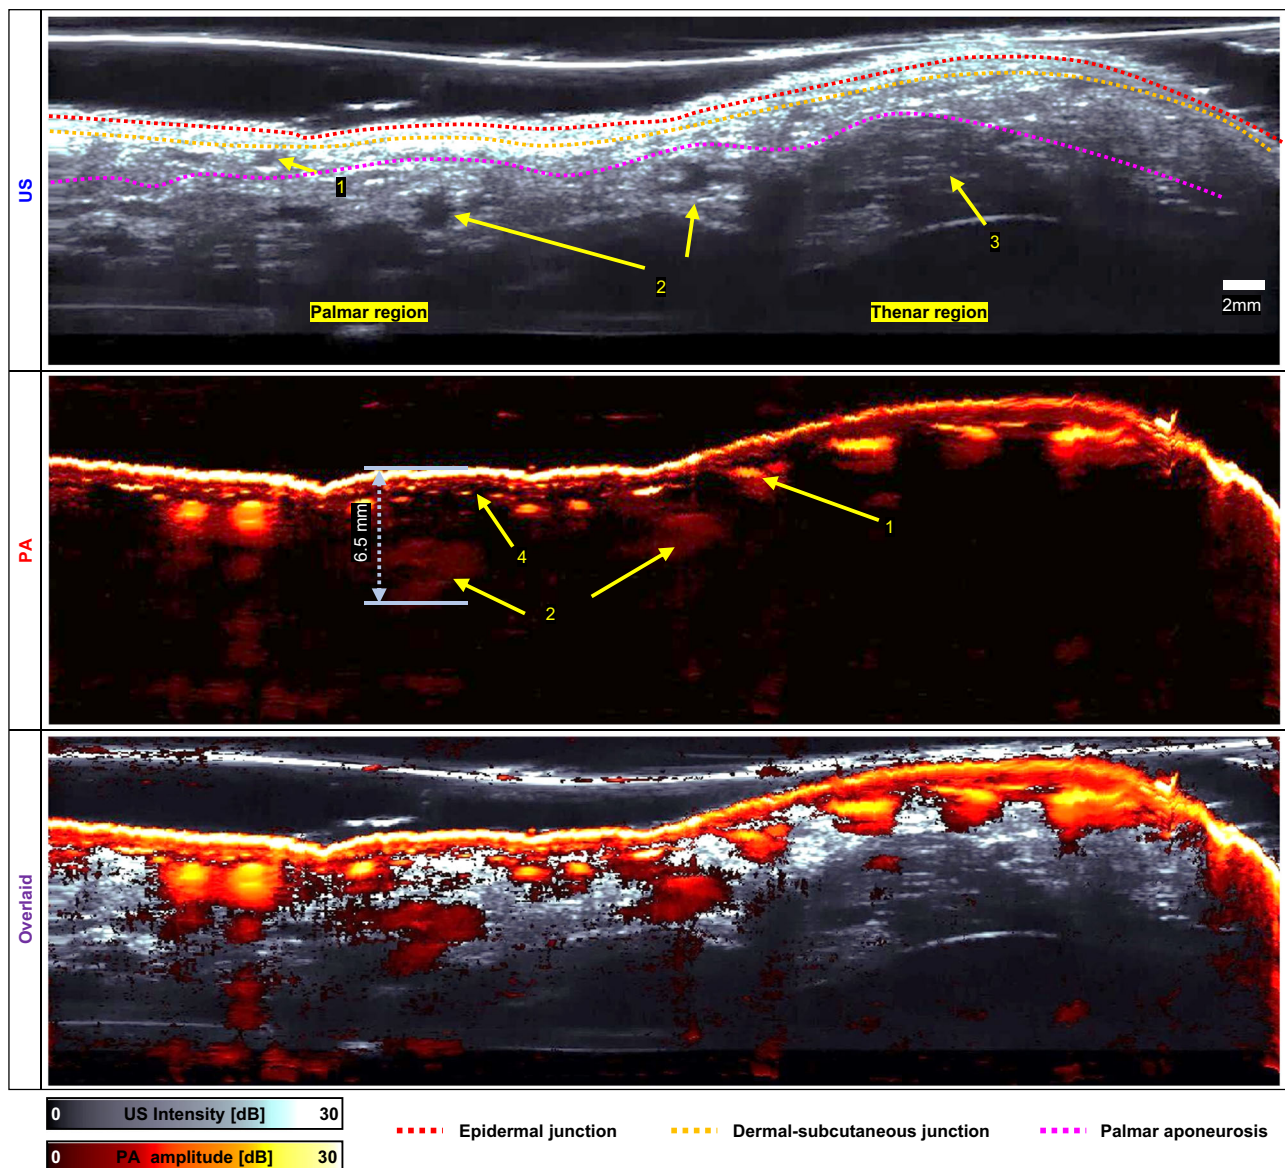 US
1
2
3
Palmar region
Thenar region
2mm
PA
6.5 mm
4
2
1
Overlaid
0 US Intensity [dB] 30
0 PA amplitude [dB] 30
Epidermal junction
Dermal-subcutaneous junction
Palmar aponeurosis